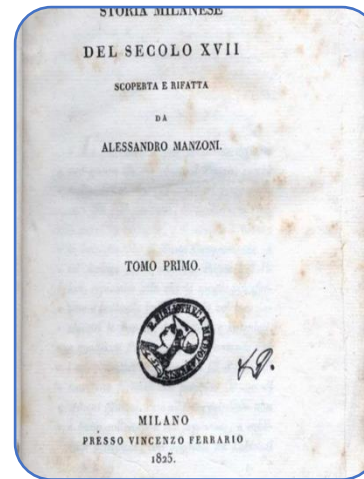 STORIA MILANESE
DEL SECOLO XVII
SCOPERTA E RIFATTA
DA
ALESSANDRO MANZONI.
TOMO PRIMO.
MILANO
PRESSO VINCENZO FERRARIO
1825.